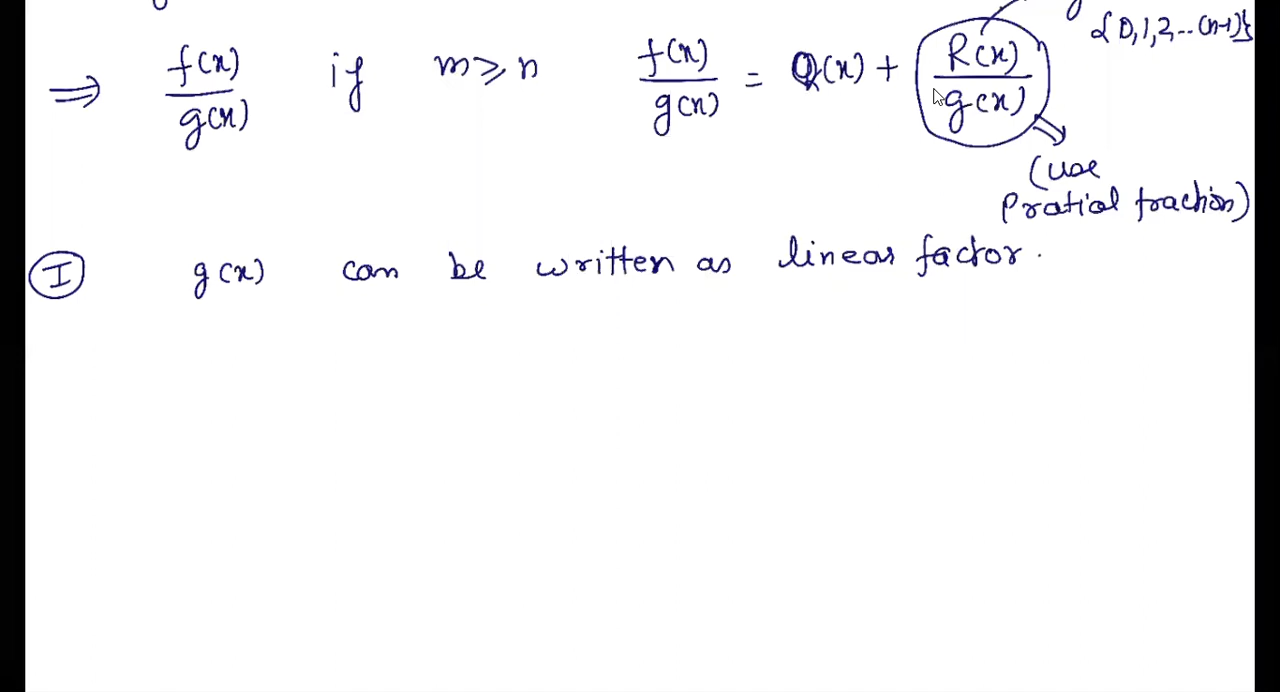 {0,1,2,..(n-1)}
⇒ f(x)/g(x) if m ⩾ n f(x)/g(x) = Q(x) + R(x)/g(x)
(use
Pratial fraction)
I g(x) can be written as linear factor.